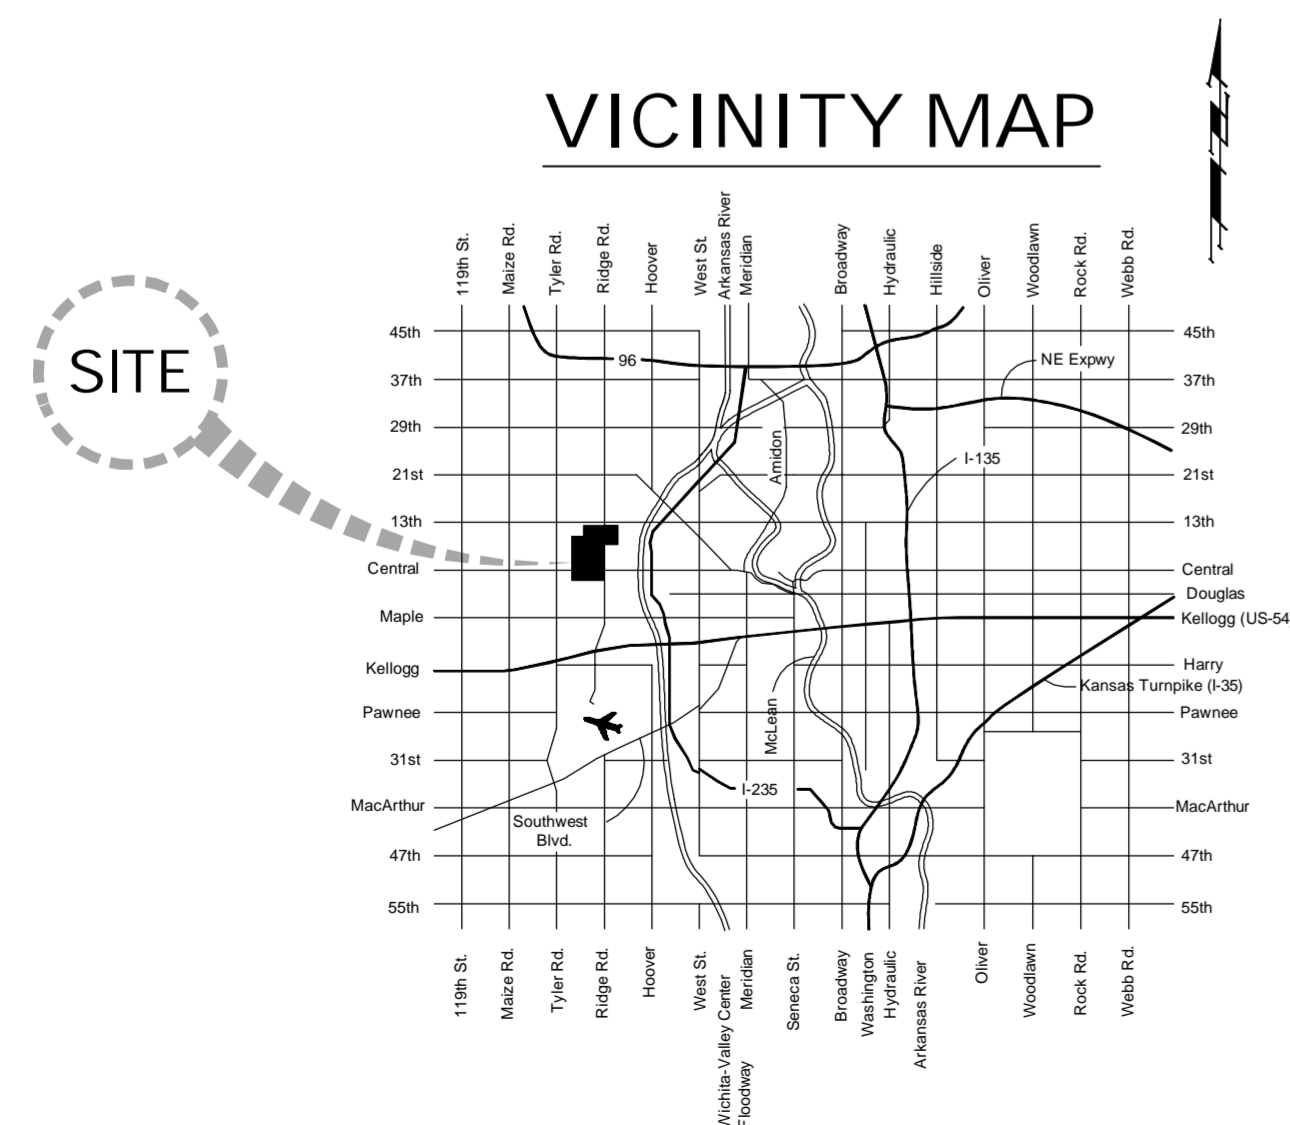 VICINITY MAP
SITE
119th St.
Maize Rd.
Tyler Rd.
Ridge Rd.
Hoover
West St.
Arkansas River
Meridian
Broadway
Hydraulic
Hillside
Oliver
Woodlawn
Rock Rd.
Webb Rd.
45th
45th
96
NE Expwy
37th
37th
29th
29th
Amidon
I-135
21st
21st
13th
13th
Central
Central
Douglas
Maple
Kellogg (US-54
Kellogg
Harry
Kansas Turnpike (I-35)
Pawnee
Pawnee
McLean
31st
31st
I-235
MacArthur
MacArthur
Southwest
Blvd.
47th
47th
55th
55th
119th St.
Maize Rd.
Tyler Rd.
Ridge Rd.
Hoover
West St.
Wichita-Valley Center
Floodway
Meridian
Seneca St.
Broadway
Washington
Hydraulic
Arkansas River
Oliver
Woodlawn
Rock Rd.
Webb Rd.